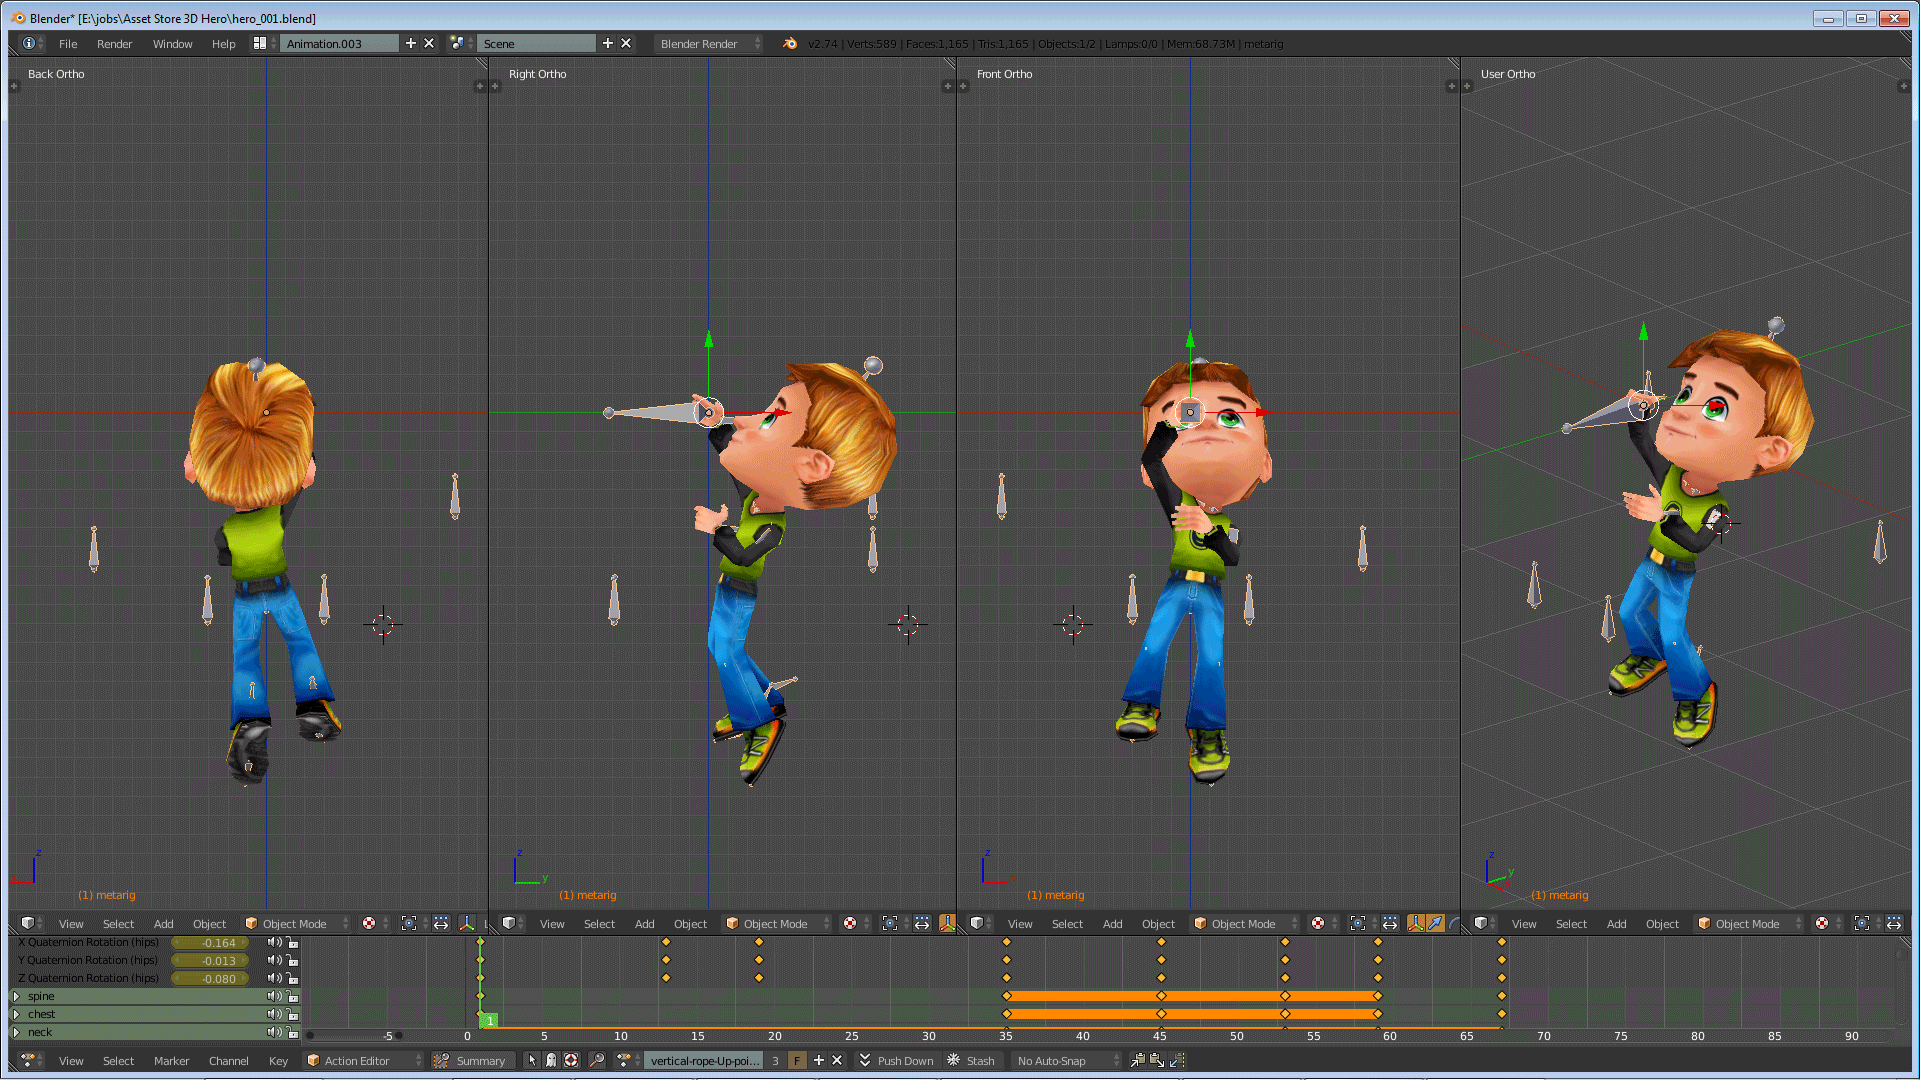 Blender* [E:\jobs\Asset Store 3D Hero\hero_001.blend]
File Render Window Help Animation.003 Scene Blender Render v2.74 | Verts:589 | Faces:1,165 | Tris:1,165 | Objects:1/2 | Lamps:0/0 | Mem:68.73M | metarig
Back Ortho Right Ortho Front Ortho User Ortho
z z z z
y y
(1) metarig (1) metarig (1) metarig (1) metarig
View Select Add Object Object Mode View Select Add Object Object Mode View Select Add Object Object Mode View Select Add Object Object Mode
X Quaternion Rotation (hips) -0.164
Y Quaternion Rotation (hips) -0.013
Z Quaternion Rotation (hips) -0.080
spine
chest
1
neck
-5 0 5 10 15 20 25 30 35 40 45 50 55 60 65 70 75 80 85 90
View Select Marker Channel Key Action Editor Summary vertical-rope-Up-poi... 3 F Push Down Stash No Auto-Snap